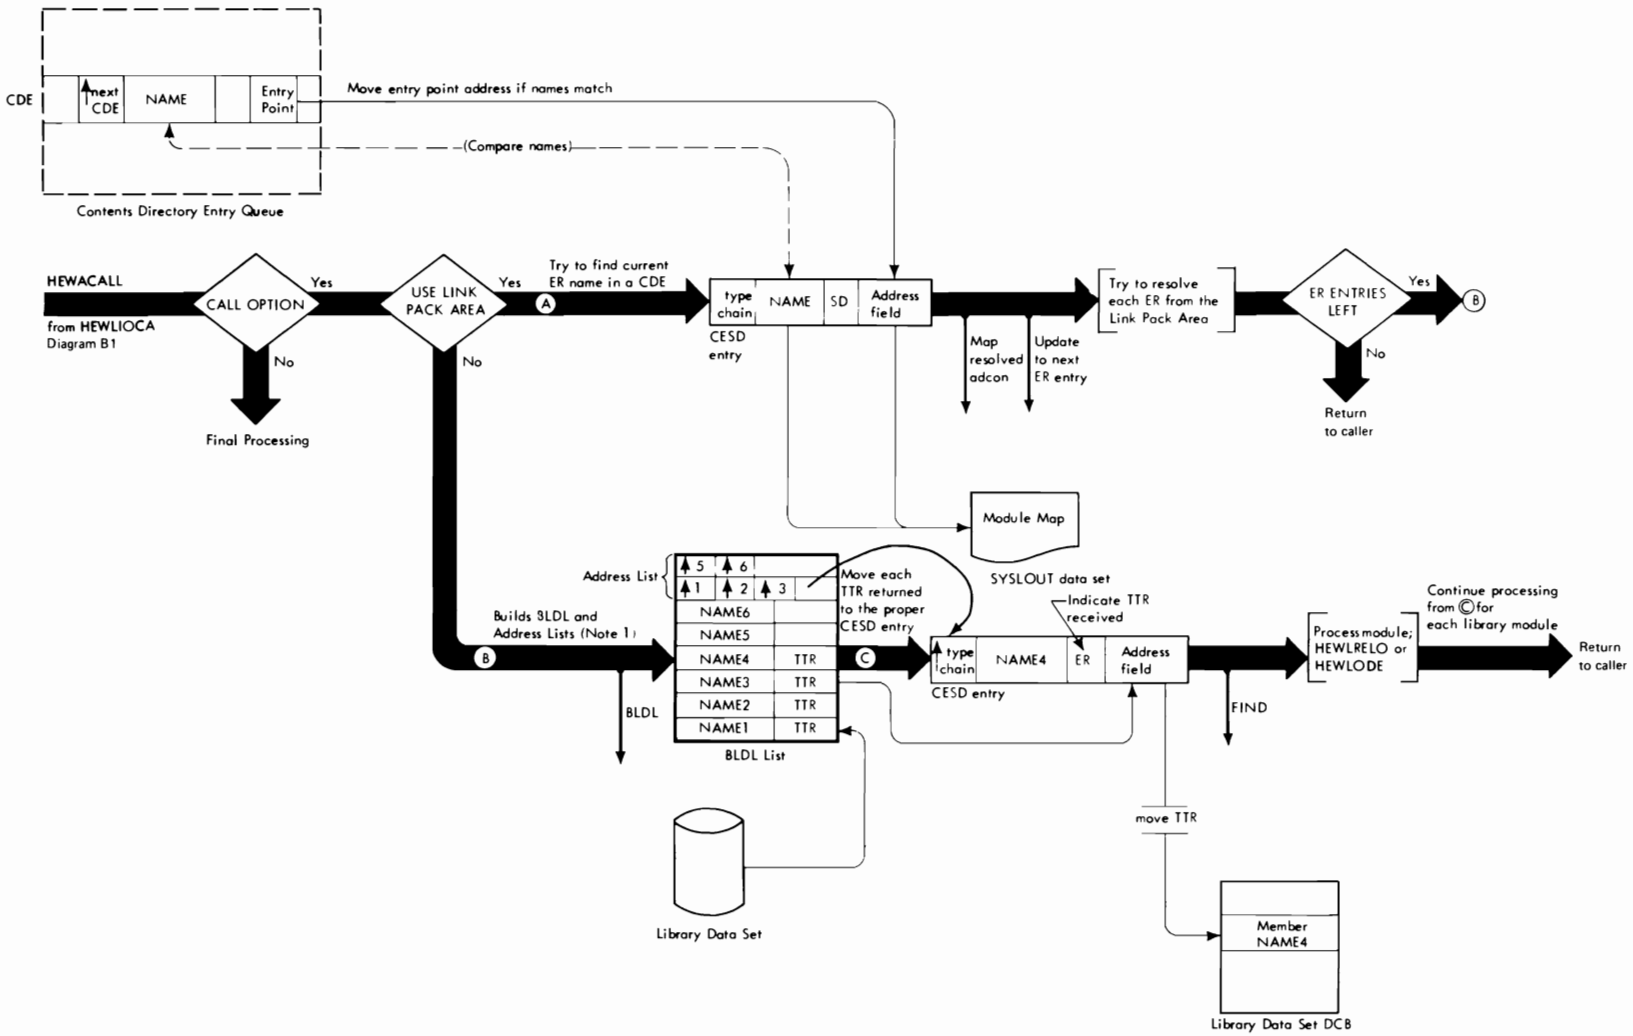 CDE
next
CDE
NAME
Entry
Point
Move entry point address if names match
(Compare names)
Contents Directory Entry Queue
HEWACALL
from HEWLIOCA
Diagram B1
CALL OPTION
Yes
No
Final Processing
USE LINK
PACK AREA
Yes
No
A
Try to find current
ER name in a CDE
type
chain
NAME
SD
Address
field
CESD
entry
Map
resolved
adcon
Update
to next
ER entry
Try to resolve
each ER from the
Link Pack Area
ER ENTRIES
LEFT
Yes
B
No
Return
to caller
Module Map
SYSLOUT data set
Address List
5
6
1
2
3
NAME6
NAME5
NAME4 TTR
NAME3 TTR
NAME2 TTR
NAME1 TTR
BLDL List
Builds BLDL and
Address Lists (Note 1)
B
BLDL
Move each
TTR returned
to the proper
CESD entry
C
Indicate TTR
received
type
chain
NAME4
ER
Address
field
CESD entry
FIND
Process module;
HEWLRELO or
HEWLODE
Continue processing
from C for
each library module
Return
to caller
Library Data Set
move TTR
Member
NAME4
Library Data Set DCB